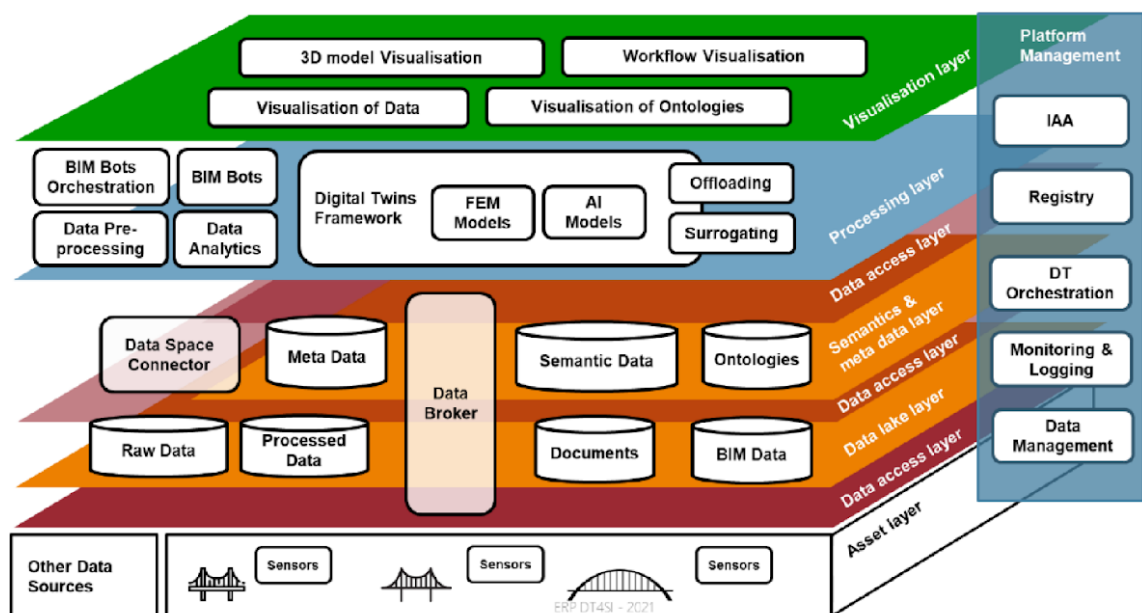 3D model Visualisation
Workflow Visualisation
Visualisation of Data
Visualisation of Ontologies
Visualisation layer
Platform
Management
IAA
Registry
DT
Orchestration
Monitoring &
Logging
Data
Management
BIM Bots
Orchestration
BIM Bots
Data Pre-
processing
Data
Analytics
Digital Twins
Framework
FEM
Models
AI
Models
Offloading
Surrogating
Processing layer
Data access layer
Data Space
Connector
Meta Data
Data
Broker
Semantic Data
Ontologies
Semantics &
meta data layer
Data access layer
Raw Data
Processed
Data
Documents
BIM Data
Data lake layer
Data access layer
Other Data
Sources
Sensors
Sensors
Sensors
Asset layer
ERP DT4SI - 2021